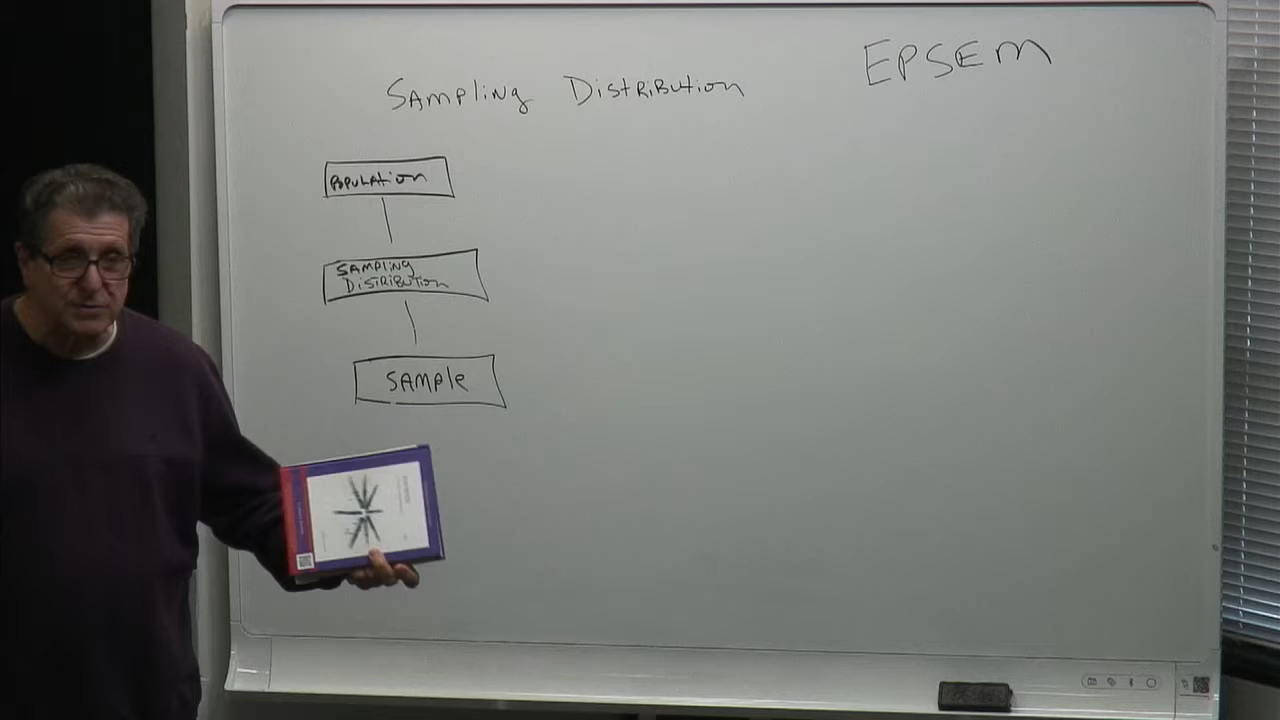 EPSEM
SAMPliNg DistRiBution
POPULAtion
SAMPliNg
DiStRiBUtioN
SAMPle